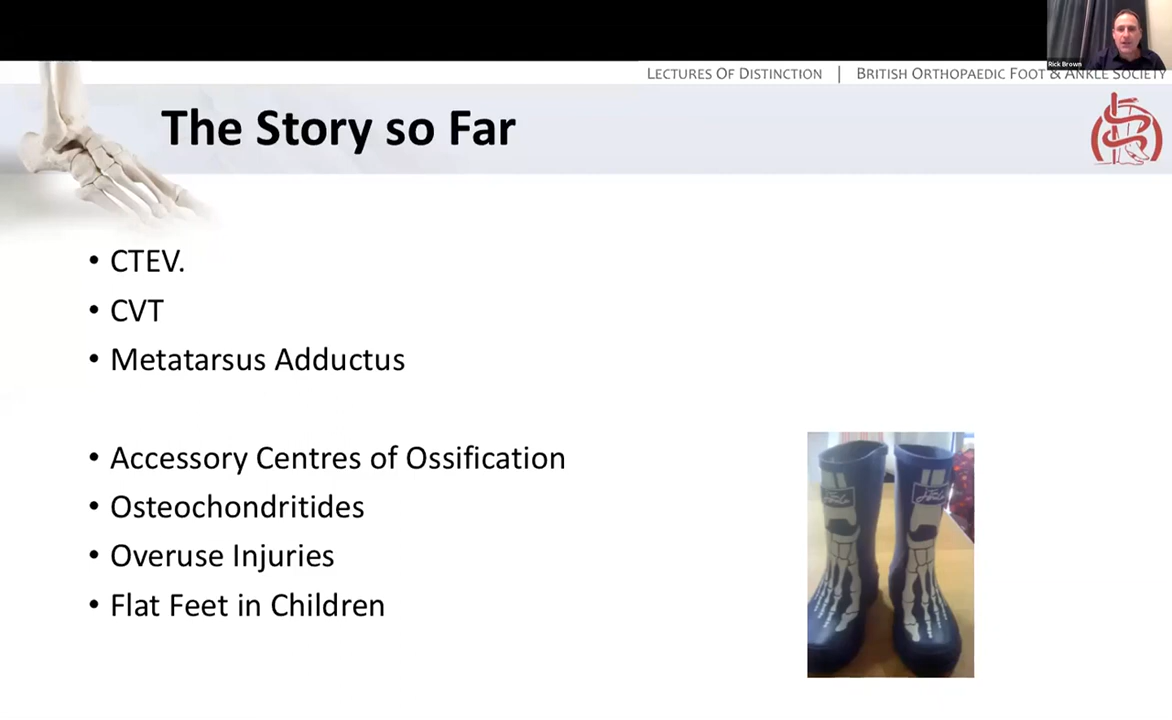 Rick Brown
LECTURES OF DISTINCTION | BRITISH ORTHOPAEDIC FOOT & ANKLE SOCIETY
The Story so Far
• CTEV.
• CVT
• Metatarsus Adductus
• Accessory Centres of Ossification
• Osteochondritides
• Overuse Injuries
• Flat Feet in Children